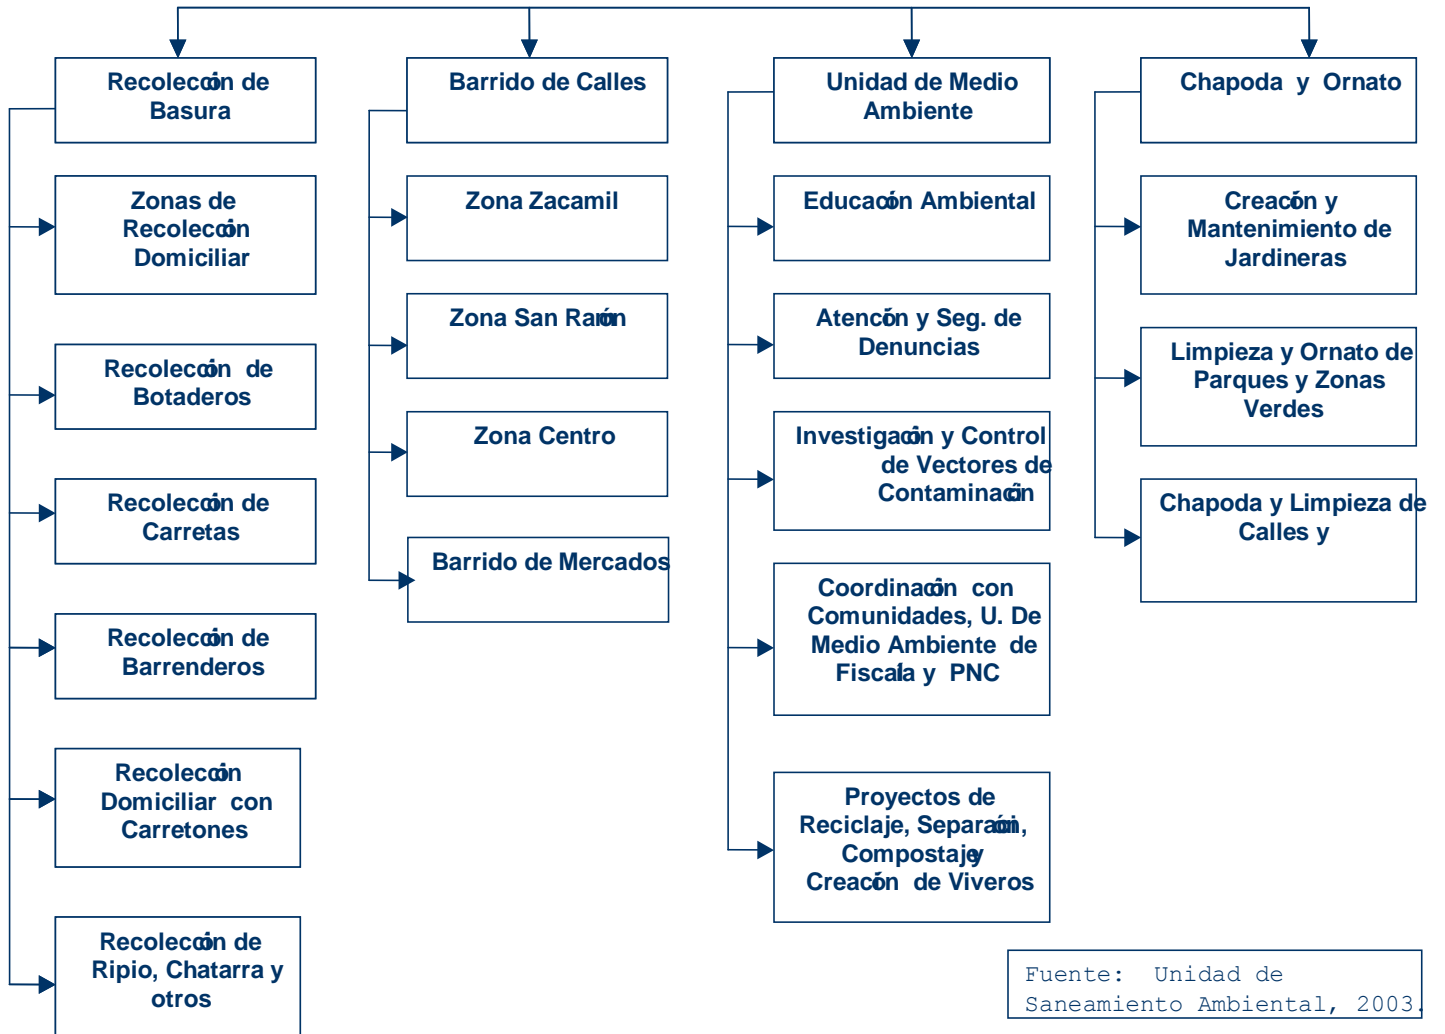 Recolección de
Basura
Zonas de
Recolección
Domiciliar
Recolección de
Botaderos
Recolección de
Carretas
Recolección de
Barrenderos
Recolección
Domiciliar con
Carretones
Recolección de
Ripio, Chatarra y
otros
Barrido de Calles
Zona Zacamil
Zona San Ramón
Zona Centro
Barrido de Mercados
Unidad de Medio
Ambiente
Educación Ambiental
Atención y Seg. de
Denuncias
Investigación y Control
de Vectores de
Contaminación
Coordinación con
Comunidades, U. De
Medio Ambiente de
Fiscalía y PNC
Proyectos de
Reciclaje, Separación,
Compostaje y
Creación de Viveros
Chapoda y Ornato
Creación y
Mantenimiento de
Jardineras
Limpieza y Ornato de
Parques y Zonas
Verdes
Chapoda y Limpieza de
Calles y
Fuente: Unidad de
Saneamiento Ambiental, 2003.